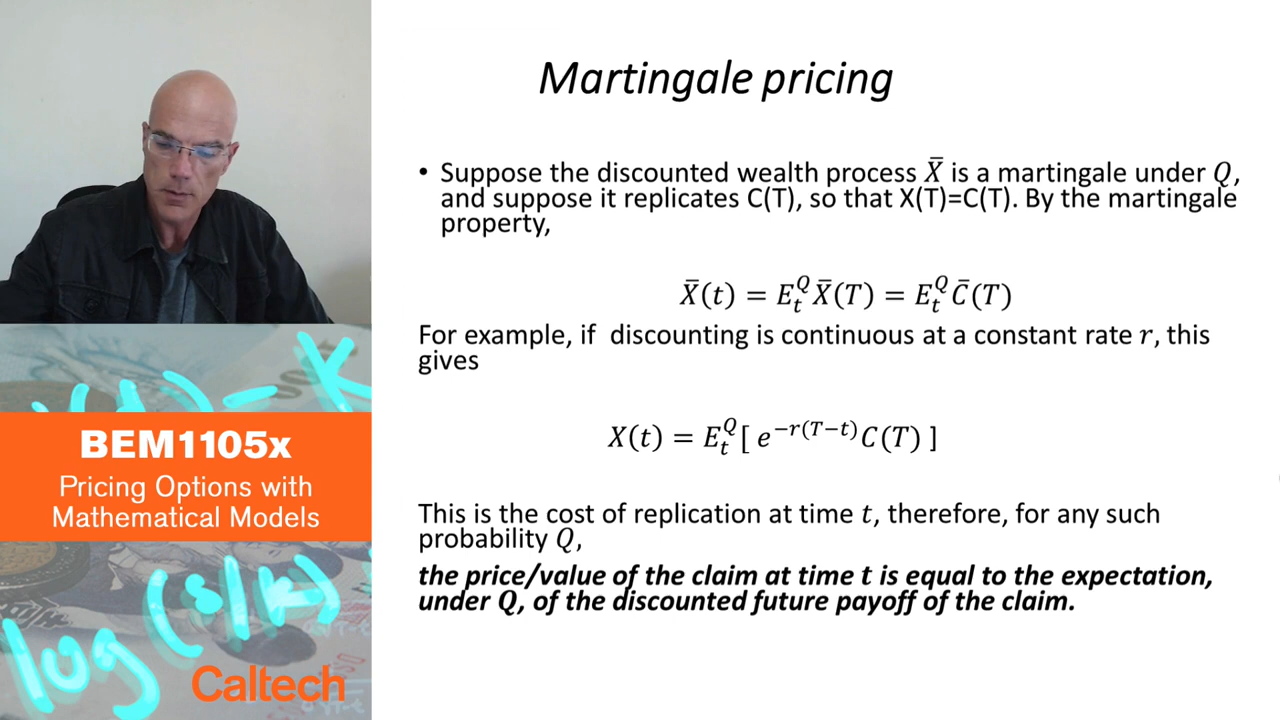 Martingale pricing
• Suppose the discounted wealth process X̄ is a martingale under Q,
and suppose it replicates C(T), so that X(T)=C(T). By the martingale
property,
X̄(t) = E_t^Q X̄(T) = E_t^Q C̄(T)
For example, if discounting is continuous at a constant rate r, this
gives
X(t) = E_t^Q [ e^{-r(T-t)} C(T) ]
This is the cost of replication at time t, therefore, for any such
probability Q,
the price/value of the claim at time t is equal to the expectation,
under Q, of the discounted future payoff of the claim.
BEM1105x
Pricing Options with
Mathematical Models
log(s/k)
Caltech